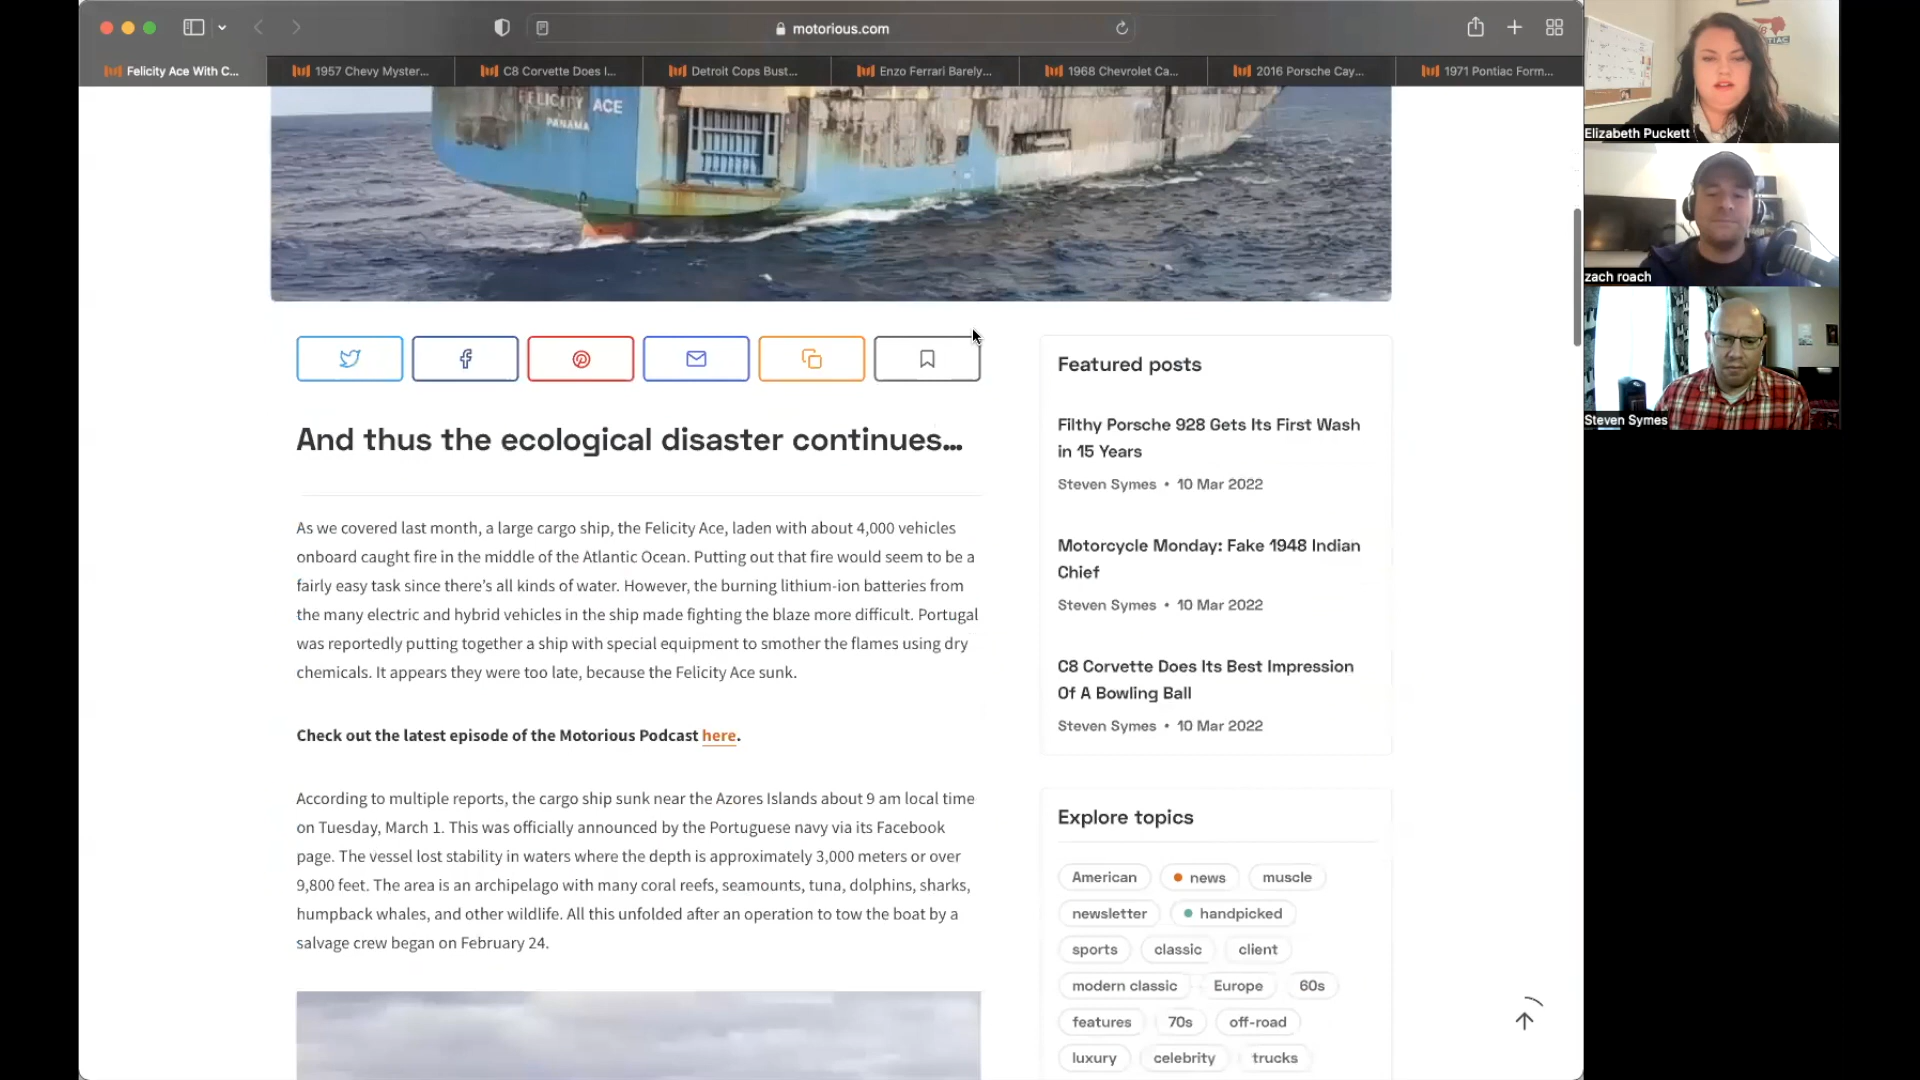 motorious.com
Felicity Ace With C...
1957 Chevy Myster...
C8 Corvette Does I...
Detroit Cops Bust...
Enzo Ferrari Barely...
1968 Chevrolet Ca...
2016 Porsche Cay...
1971 Pontiac Form...
FELICITY ACE
PANAMA
And thus the ecological disaster continues...
As we covered last month, a large cargo ship, the Felicity Ace, laden with about 4,000 vehicles
onboard caught fire in the middle of the Atlantic Ocean. Putting out that fire would seem to be a
fairly easy task since there's all kinds of water. However, the burning lithium-ion batteries from
the many electric and hybrid vehicles in the ship made fighting the blaze more difficult. Portugal
was reportedly putting together a ship with special equipment to smother the flames using dry
chemicals. It appears they were too late, because the Felicity Ace sunk.
Check out the latest episode of the Motorious Podcast here.
According to multiple reports, the cargo ship sunk near the Azores Islands about 9 am local time
on Tuesday, March 1. This was officially announced by the Portuguese navy via its Facebook
page. The vessel lost stability in waters where the depth is approximately 3,000 meters or over
9,800 feet. The area is an archipelago with many coral reefs, seamounts, tuna, dolphins, sharks,
humpback whales, and other wildlife. All this unfolded after an operation to tow the boat by a
salvage crew began on February 24.
Featured posts
Filthy Porsche 928 Gets Its First Wash
in 15 Years
Steven Symes • 10 Mar 2022
Motorcycle Monday: Fake 1948 Indian
Chief
Steven Symes • 10 Mar 2022
C8 Corvette Does Its Best Impression
Of A Bowling Ball
Steven Symes • 10 Mar 2022
Explore topics
American news muscle
newsletter handpicked
sports classic client
modern classic Europe 60s
features 70s off-road
luxury celebrity trucks
Elizabeth Puckett
zach roach
Steven Symes